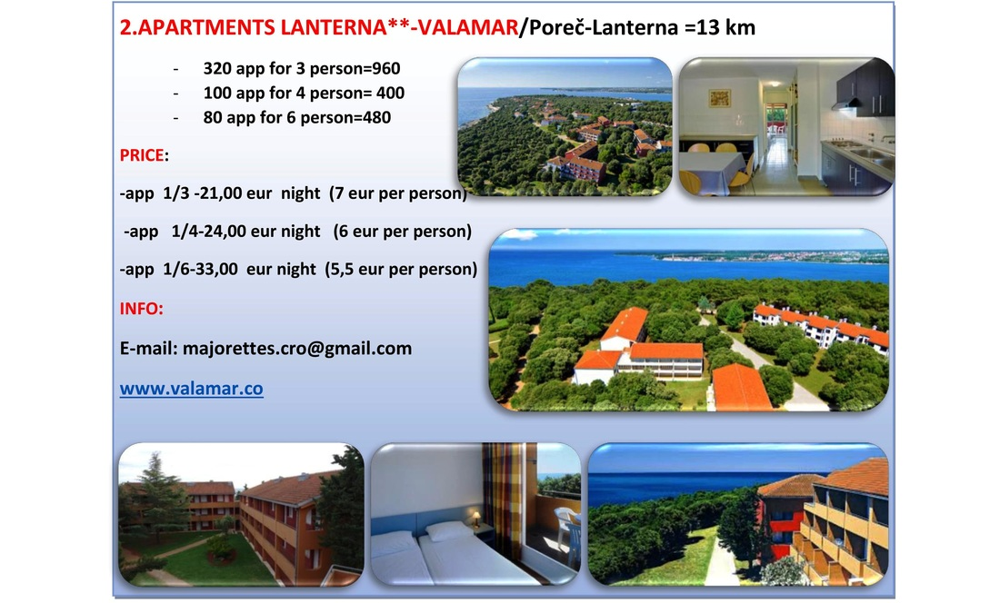 2.APARTMENTS LANTERNA**-VALAMAR/Poreč-Lanterna =13 km
- 320 app for 3 person=960
- 100 app for 4 person= 400
- 80 app for 6 person=480
PRICE:
-app 1/3 -21,00 eur night (7 eur per person)
-app 1/4-24,00 eur night (6 eur per person)
-app 1/6-33,00 eur night (5,5 eur per person)
INFO:
E-mail: majorettes.cro@gmail.com
www.valamar.co